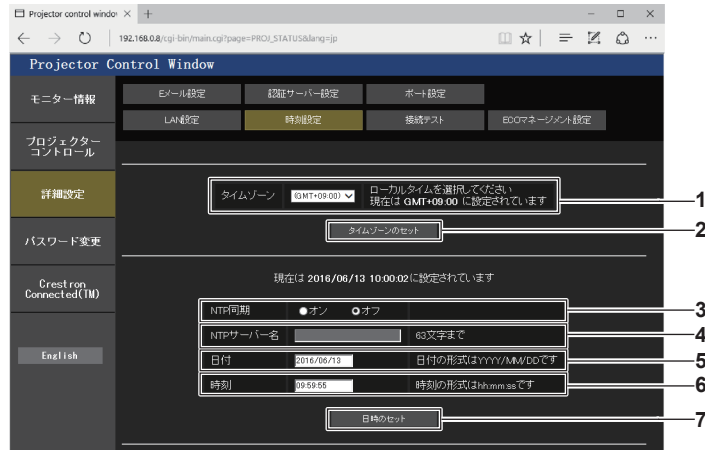 Projector control windov
192.168.0.8/cgi-bin/main.cgi?page=PROJ_STATUS&lang=jp
Projector Control Window
モニター情報
プロジェクター
コントロール
詳細設定
パスワード変更
Crestron
Connected(TM)
English
Eメール設定 認証サーバー設定 ポート設定
LAN設定 時刻設定 接続テスト ECOマネージメント設定
タイムゾーン (GMT+09:00) ローカルタイムを選択してください
現在は GMT+09:00 に設定されています
1
タイムゾーンのセット 2
現在は 2016/06/13 10:00:02に設定されています
NTP同期 オン オフ 3
NTPサーバー名 63文字まで 4
日付 2016/06/13 日付の形式はYYYY/MM/DDです 5
時刻 09:59:55 時刻の形式はhh:mm:ssです 6
日時のセット 7